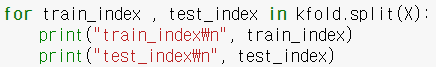 for train_index , test_index in kfold.split(X):
    print("train_index₩n", train_index)
    print("test_index₩n", test_index)